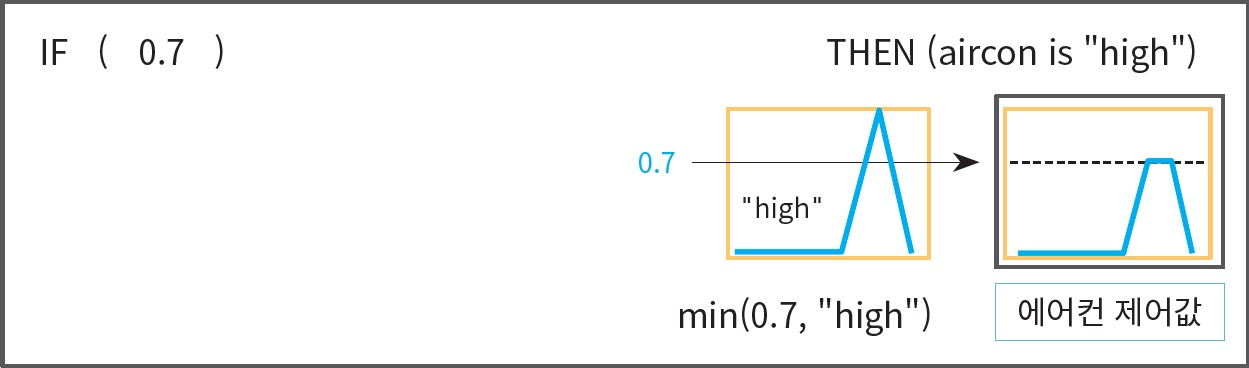 IF ( 0.7 ) THEN (aircon is "high")
0.7
"high"
min(0.7, "high")
에어컨 제어값